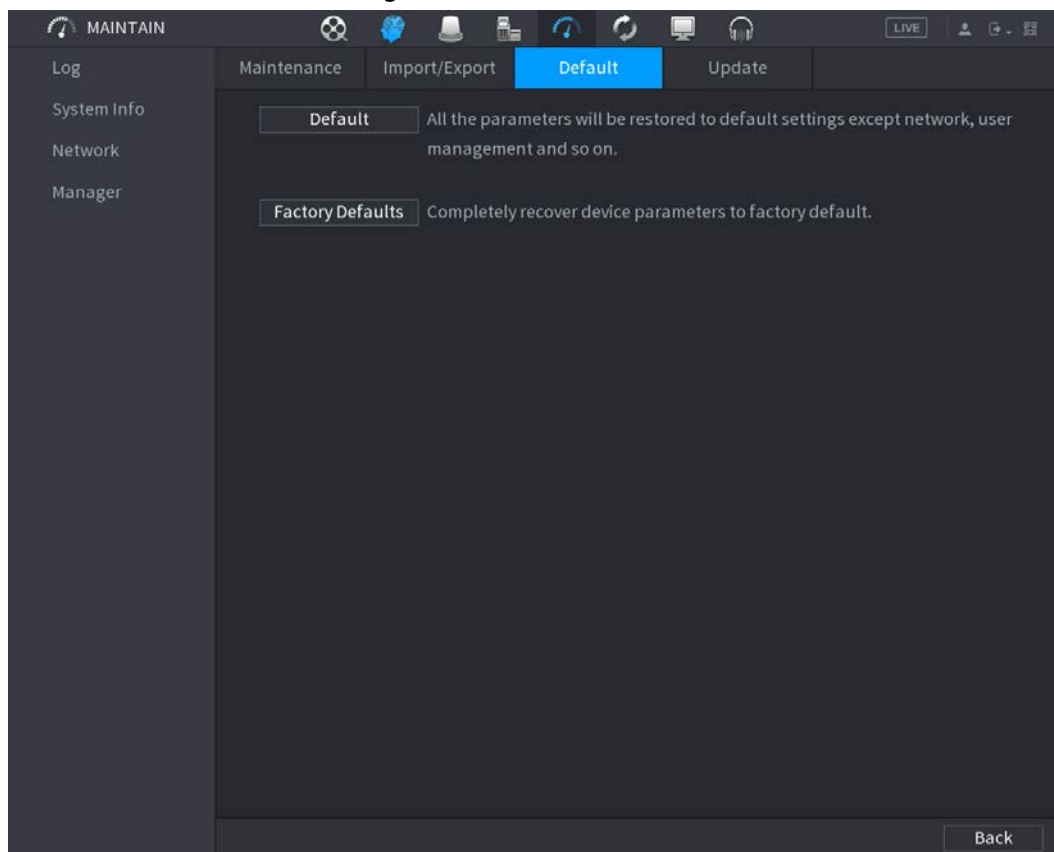 MAINTAIN
LIVE
Log
Maintenance
Import/Export
Default
Update
System Info
Network
Manager
Default
All the parameters will be restored to default settings except network, user
management and so on.
Factory Defaults
Completely recover device parameters to factory default.
Back